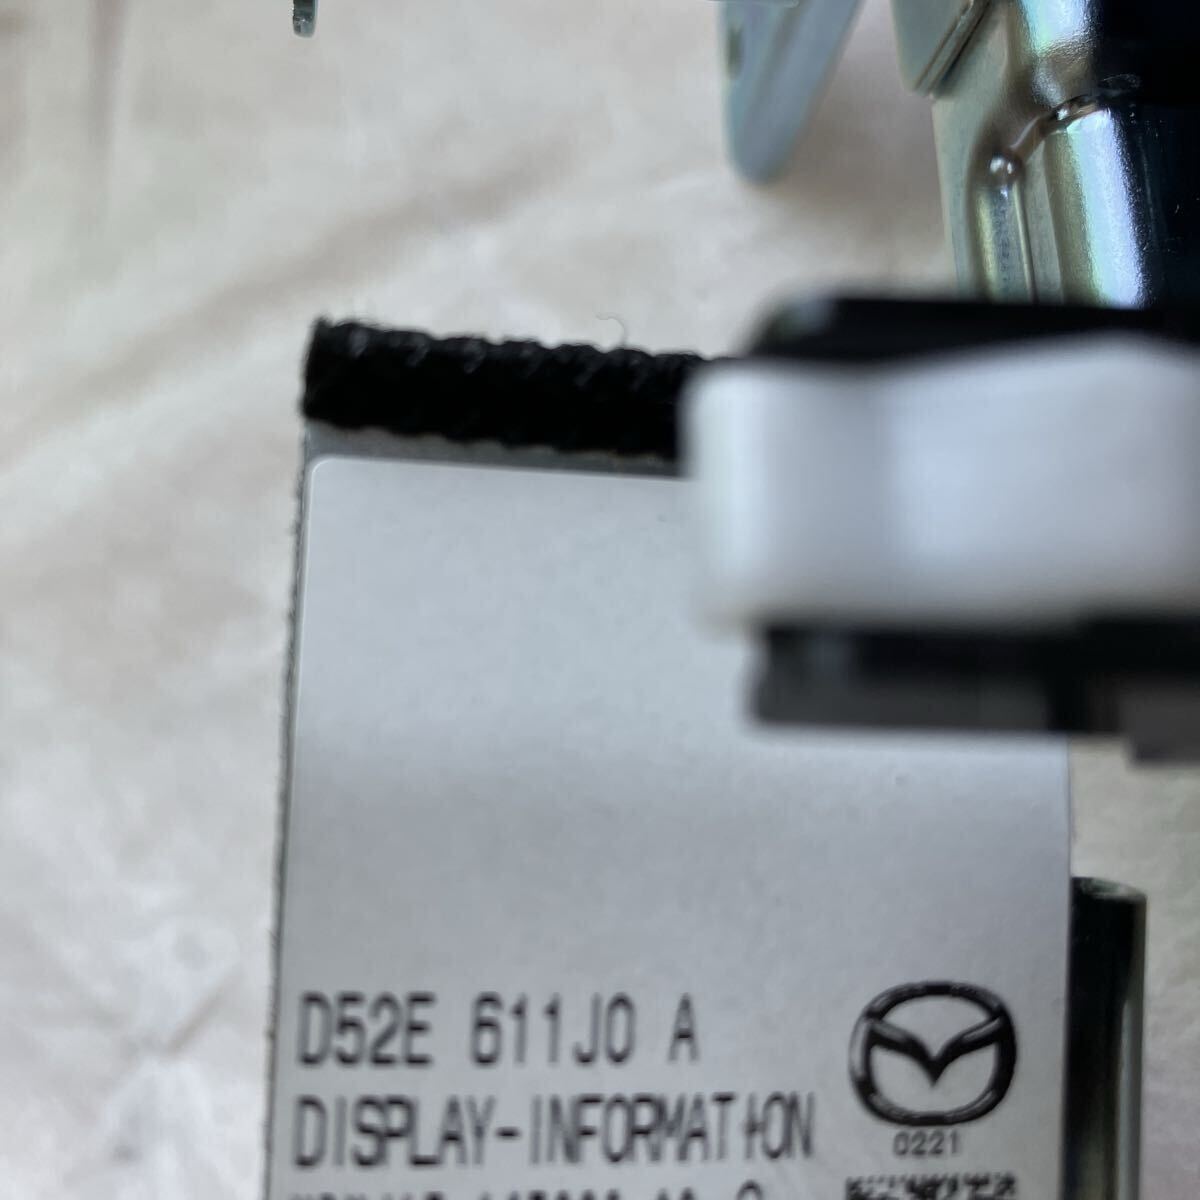 D52E 611J0 A
DISPLAY-INFORMATION
0221